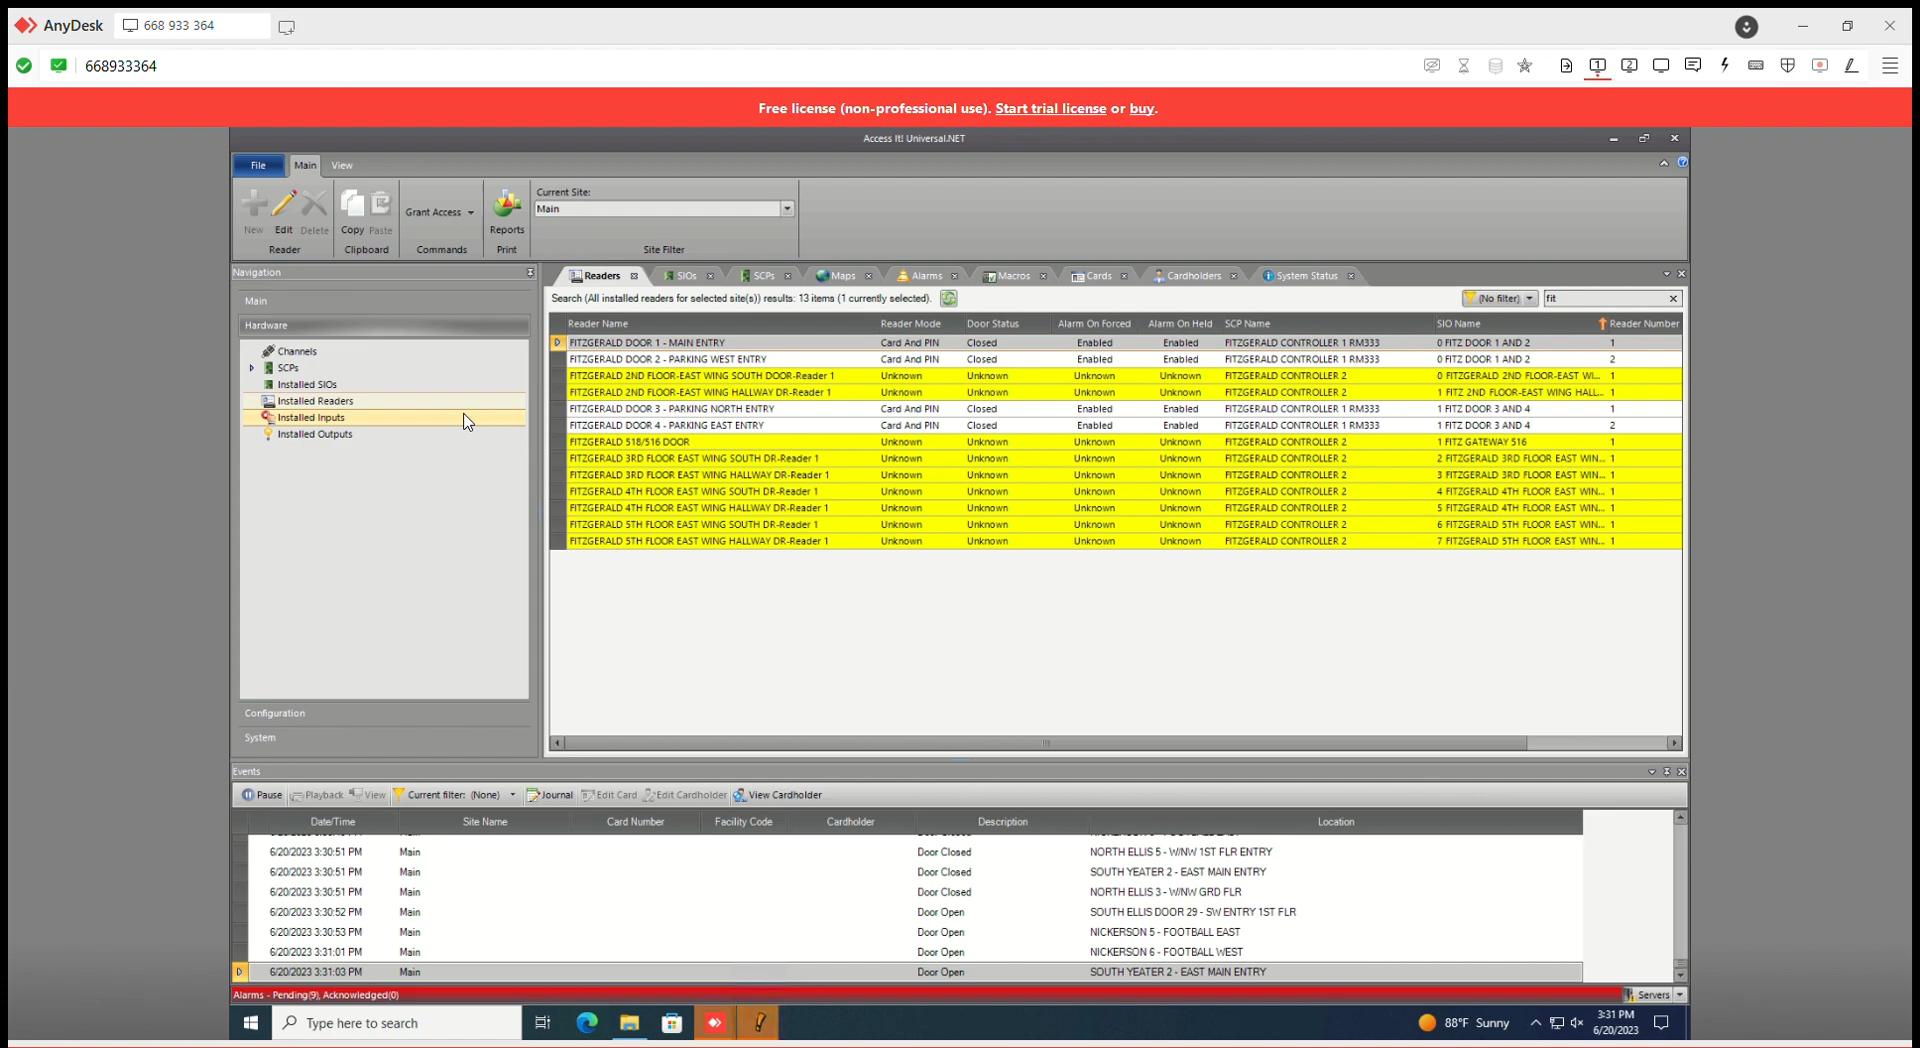 AnyDesk
668 933 364
668933364
1
2
Free license (non-professional use). Start trial license or buy.
Access It! Universal.NET
File
Main
View
New
Edit
Delete
Reader
Copy
Paste
Clipboard
Grant Access
Commands
Reports
Print
Current Site:
Main
Site Filter
Navigation
Main
Hardware
Channels
SCPs
Installed SIOs
Installed Readers
Installed Inputs
Installed Outputs
Configuration
System
Readers
SIOs
SCPs
Maps
Alarms
Macros
Cards
Cardholders
System Status
Search (All installed readers for selected site(s)) results: 13 items (1 currently selected).
(No filter)
fit
Reader Name Reader Mode Door Status Alarm On Forced Alarm On Held SCP Name SIO Name Reader Number
FITZGERALD DOOR 1 - MAIN ENTRY Card And PIN Closed Enabled Enabled FITZGERALD CONTROLLER 1 RM333 0 FITZ DOOR 1 AND 2 1
FITZGERALD DOOR 2 - PARKING WEST ENTRY Card And PIN Closed Enabled Enabled FITZGERALD CONTROLLER 1 RM333 0 FITZ DOOR 1 AND 2 2
FITZGERALD 2ND FLOOR-EAST WING SOUTH DOOR-Reader 1 Unknown Unknown Unknown Unknown FITZGERALD CONTROLLER 2 0 FITZGERALD 2ND FLOOR-EAST WI... 1
FITZGERALD 2ND FLOOR-EAST WING HALLWAY DR-Reader 1 Unknown Unknown Unknown Unknown FITZGERALD CONTROLLER 2 1 FITZ 2ND FLOOR-EAST WING HALL... 1
FITZGERALD DOOR 3 - PARKING NORTH ENTRY Card And PIN Closed Enabled Enabled FITZGERALD CONTROLLER 1 RM333 1 FITZ DOOR 3 AND 4 1
FITZGERALD DOOR 4 - PARKING EAST ENTRY Card And PIN Closed Enabled Enabled FITZGERALD CONTROLLER 1 RM333 1 FITZ DOOR 3 AND 4 2
FITZGERALD 518/516 DOOR Unknown Unknown Unknown Unknown FITZGERALD CONTROLLER 2 1 FITZ GATEWAY 516 1
FITZGERALD 3RD FLOOR EAST WING SOUTH DR-Reader 1 Unknown Unknown Unknown Unknown FITZGERALD CONTROLLER 2 2 FITZGERALD 3RD FLOOR EAST WIN... 1
FITZGERALD 3RD FLOOR EAST WING HALLWAY DR-Reader 1 Unknown Unknown Unknown Unknown FITZGERALD CONTROLLER 2 3 FITZGERALD 3RD FLOOR EAST WIN... 1
FITZGERALD 4TH FLOOR EAST WING SOUTH DR-Reader 1 Unknown Unknown Unknown Unknown FITZGERALD CONTROLLER 2 4 FITZGERALD 4TH FLOOR EAST WIN... 1
FITZGERALD 4TH FLOOR EAST WING HALLWAY DR-Reader 1 Unknown Unknown Unknown Unknown FITZGERALD CONTROLLER 2 5 FITZGERALD 4TH FLOOR EAST WIN... 1
FITZGERALD 5TH FLOOR EAST WING SOUTH DR-Reader 1 Unknown Unknown Unknown Unknown FITZGERALD CONTROLLER 2 6 FITZGERALD 5TH FLOOR EAST WIN... 1
FITZGERALD 5TH FLOOR EAST WING HALLWAY DR-Reader 1 Unknown Unknown Unknown Unknown FITZGERALD CONTROLLER 2 7 FITZGERALD 5TH FLOOR EAST WIN... 1
Events
Pause Playback View Current filter: (None) Journal Edit Card Edit Cardholder View Cardholder
Date/Time Site Name Card Number Facility Code Cardholder Description Location
6/20/2023 3:30:51 PM Main Door Closed NORTH ELLIS 5 - W/NW 1ST FLR ENTRY
6/20/2023 3:30:51 PM Main Door Closed SOUTH YEATER 2 - EAST MAIN ENTRY
6/20/2023 3:30:51 PM Main Door Closed NORTH ELLIS 3 - W/NW GRD FLR
6/20/2023 3:30:52 PM Main Door Open SOUTH ELLIS DOOR 29 - SW ENTRY 1ST FLR
6/20/2023 3:30:53 PM Main Door Open NICKERSON 5 - FOOTBALL EAST
6/20/2023 3:31:01 PM Main Door Open NICKERSON 6 - FOOTBALL WEST
6/20/2023 3:31:03 PM Main Door Open SOUTH YEATER 2 - EAST MAIN ENTRY
Alarms - Pending(9), Acknowledged(0)
Servers
Type here to search
88°F Sunny
3:31 PM
6/20/2023